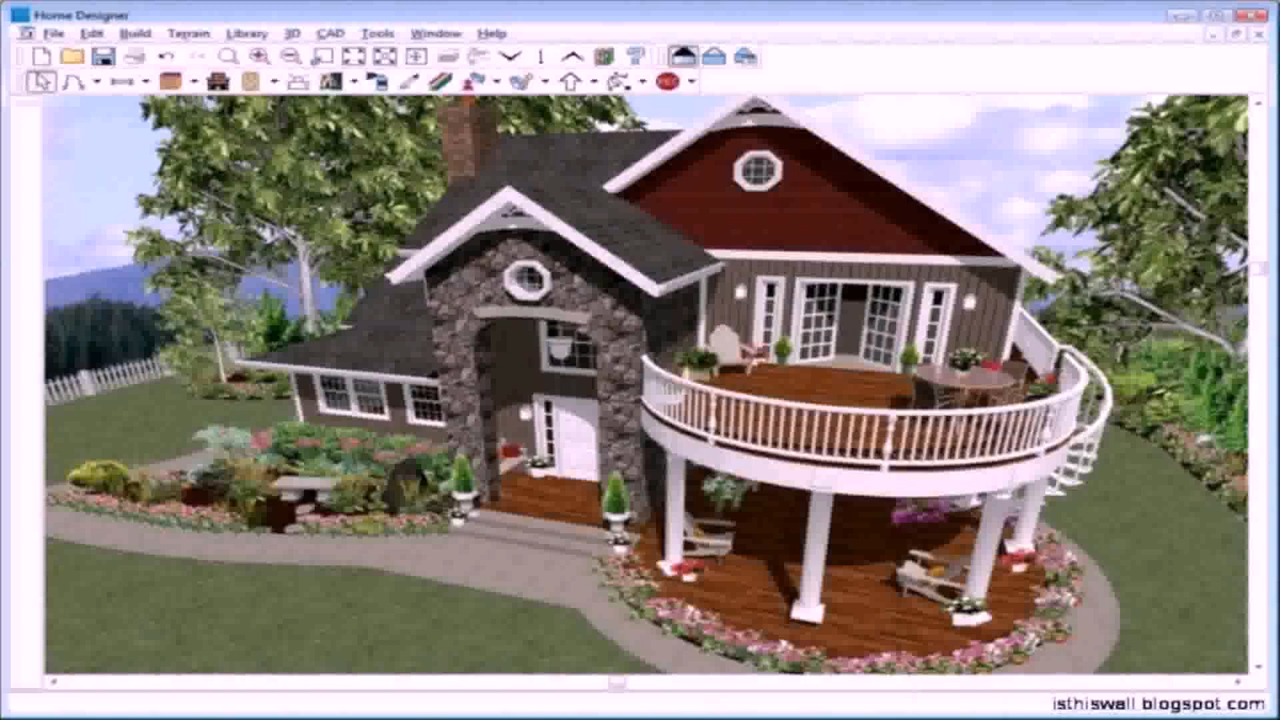 Home Designer
File Edit Build Terrain Library 3D CAD Tools Window Help
isthiswall.blogspot.com